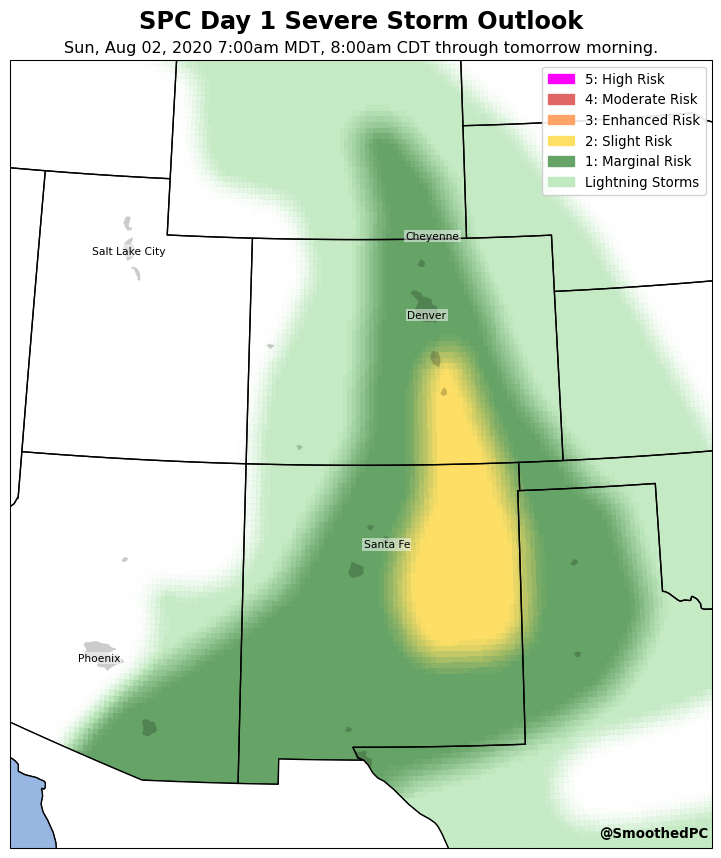 SPC Day 1 Severe Storm Outlook
Sun, Aug 02, 2020 7:00am MDT, 8:00am CDT through tomorrow morning.
5: High Risk
4: Moderate Risk
3: Enhanced Risk
2: Slight Risk
1: Marginal Risk
Lightning Storms
Cheyenne
Salt Lake City
Denver
Santa Fe
Phoenix
@SmoothedPC